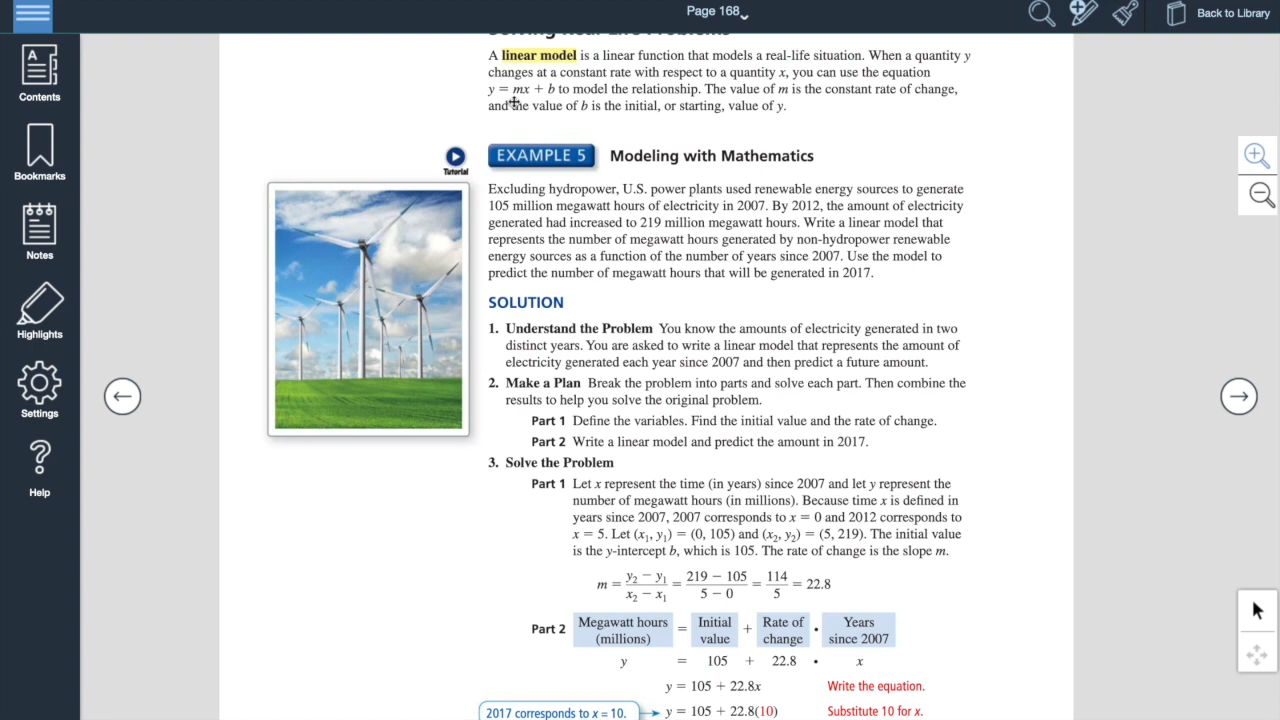 Page 168
Back to Library
Contents
Bookmarks
Notes
Highlights
Settings
Help
Solving Real-Life Problems
A linear model is a linear function that models a real-life situation. When a quantity y
changes at a constant rate with respect to a quantity x, you can use the equation
y = mx + b to model the relationship. The value of m is the constant rate of change,
and the value of b is the initial, or starting, value of y.
Tutorial
EXAMPLE 5 Modeling with Mathematics
Excluding hydropower, U.S. power plants used renewable energy sources to generate
105 million megawatt hours of electricity in 2007. By 2012, the amount of electricity
generated had increased to 219 million megawatt hours. Write a linear model that
represents the number of megawatt hours generated by non-hydropower renewable
energy sources as a function of the number of years since 2007. Use the model to
predict the number of megawatt hours that will be generated in 2017.
SOLUTION
1. Understand the Problem You know the amounts of electricity generated in two
distinct years. You are asked to write a linear model that represents the amount of
electricity generated each year since 2007 and then predict a future amount.
2. Make a Plan Break the problem into parts and solve each part. Then combine the
results to help you solve the original problem.
Part 1 Define the variables. Find the initial value and the rate of change.
Part 2 Write a linear model and predict the amount in 2017.
3. Solve the Problem
Part 1 Let x represent the time (in years) since 2007 and let y represent the
number of megawatt hours (in millions). Because time x is defined in
years since 2007, 2007 corresponds to x = 0 and 2012 corresponds to
x = 5. Let (x₁, y₁) = (0, 105) and (x₂, y₂) = (5, 219). The initial value
is the y-intercept b, which is 105. The rate of change is the slope m.
m = (y₂ − y₁)/(x₂ − x₁) = (219 − 105)/(5 − 0) = 114/5 = 22.8
Part 2 Megawatt hours (millions) = Initial value + Rate of change • Years since 2007
y = 105 + 22.8 • x
y = 105 + 22.8x Write the equation.
2017 corresponds to x = 10. y = 105 + 22.8(10) Substitute 10 for x.